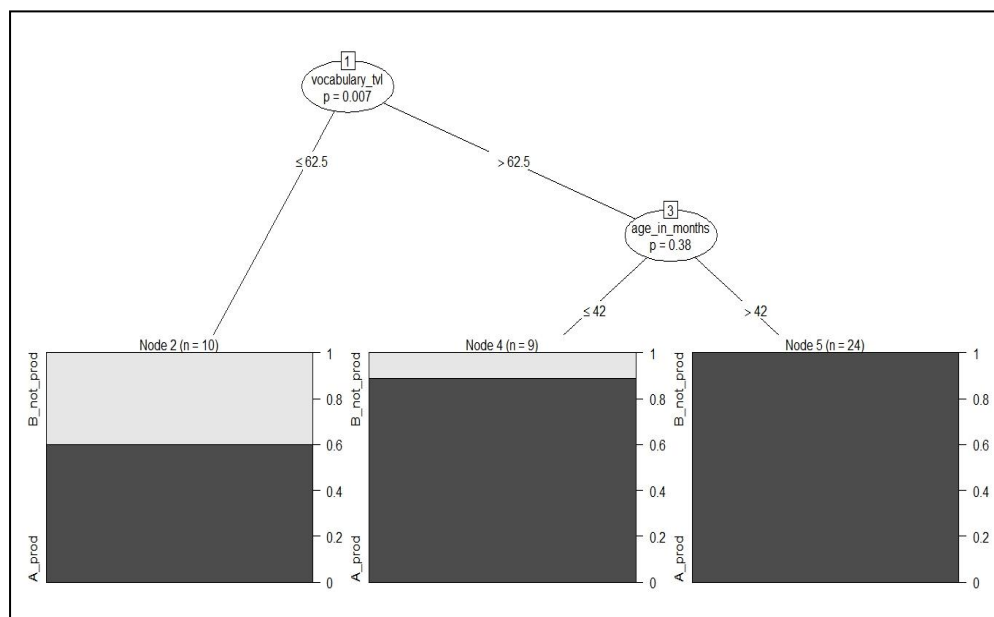 1
vocabulary_tvl
p = 0.007
≤ 62.5
> 62.5
3
age_in_months
p = 0.38
≤ 42
> 42
Node 2 (n = 10)
B_not_prod
A_prod
1
0.8
0.6
0.4
0.2
0
Node 4 (n = 9)
B_not_prod
A_prod
1
0.8
0.6
0.4
0.2
0
Node 5 (n = 24)
B_not_prod
A_prod
1
0.8
0.6
0.4
0.2
0